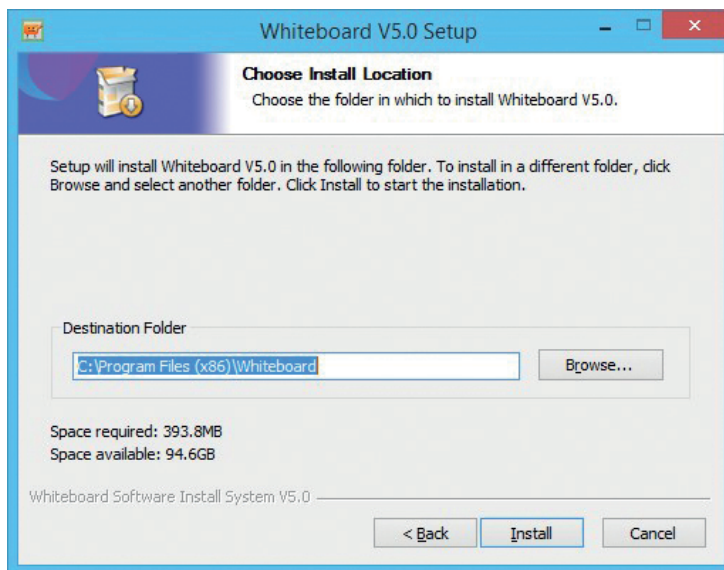 Whiteboard V5.0 Setup
Choose Install Location
Choose the folder in which to install Whiteboard V5.0.
Setup will install Whiteboard V5.0 in the following folder. To install in a different folder, click
Browse and select another folder. Click Install to start the installation.
Destination Folder
C:\Program Files (x86)\Whiteboard
Browse...
Space required: 393.8MB
Space available: 94.6GB
Whiteboard Software Install System V5.0
< Back
Install
Cancel